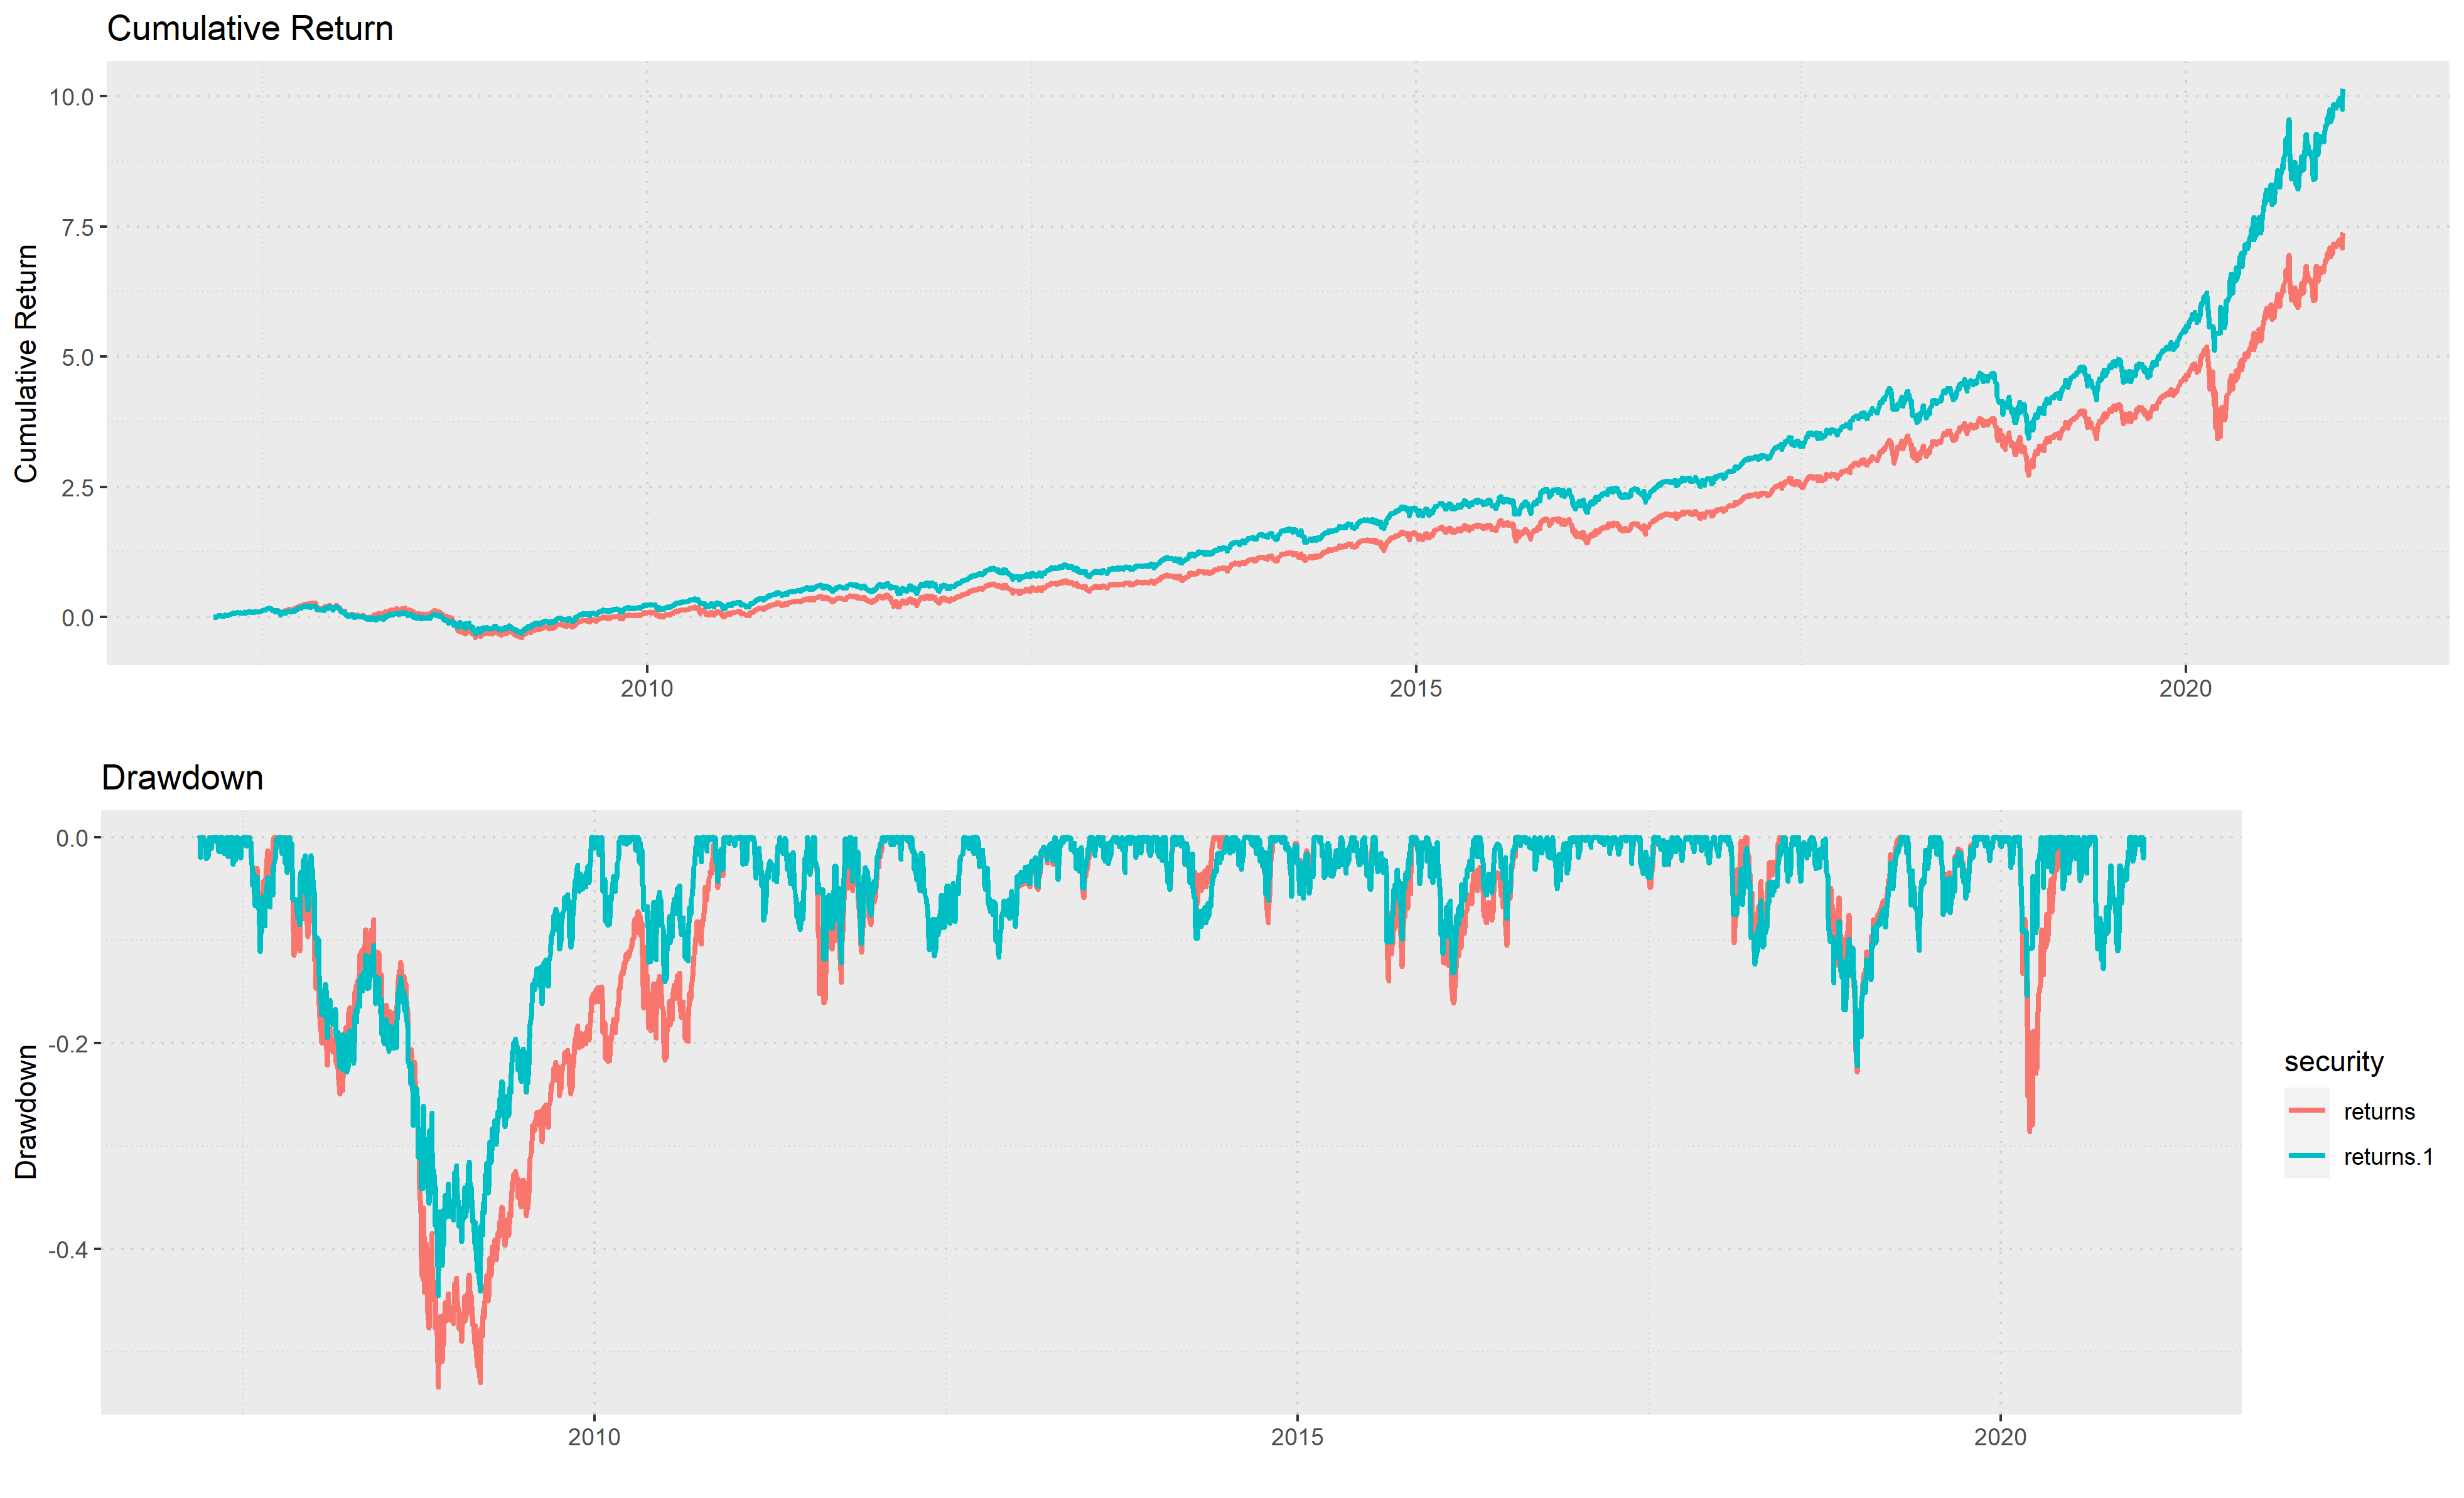 Cumulative Return
Cumulative Return
10.0
7.5
5.0
2.5
0.0
2010 2015 2020
Drawdown
Drawdown
0.0
-0.2
-0.4
2010 2015 2020
security
returns
returns.1